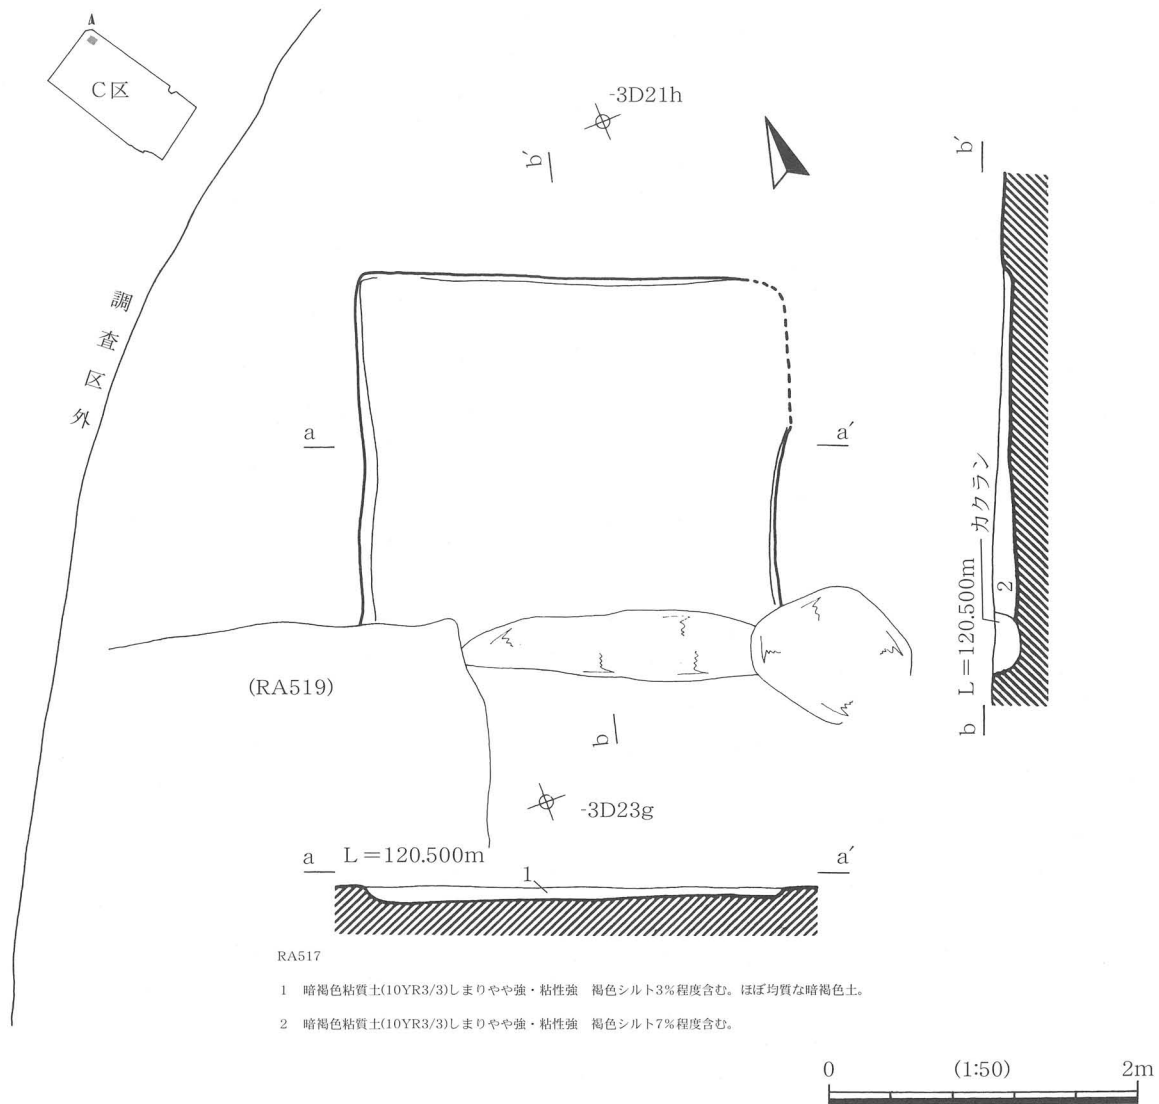 C区
-3D21h
b′
b′
調査区外
a
a′
カクラン
L＝120.500m
2
(RA519)
b
b
-3D23g
a
L＝120.500m
a′
1
RA517
1　暗褐色粘質土(10YR3/3)しまりやや強・粘性強　褐色シルト3%程度含む。ほぼ均質な暗褐色土。
2　暗褐色粘質土(10YR3/3)しまりやや強・粘性強　褐色シルト7%程度含む。
0　(1:50)　2m